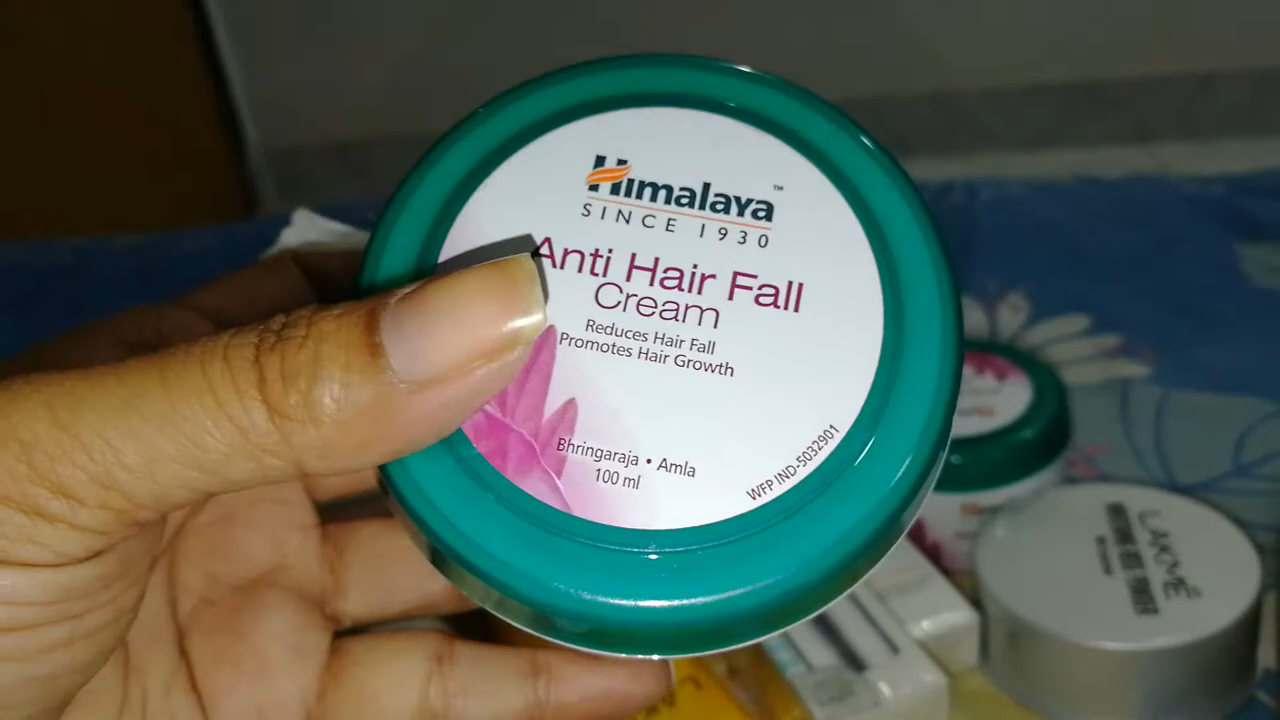 Himalaya™
SINCE 1930
Anti Hair Fall
Cream
Reduces Hair Fall
Promotes Hair Growth
Bhringaraja • Amla
100 ml
WFP IND-5032901
LAKMÉ